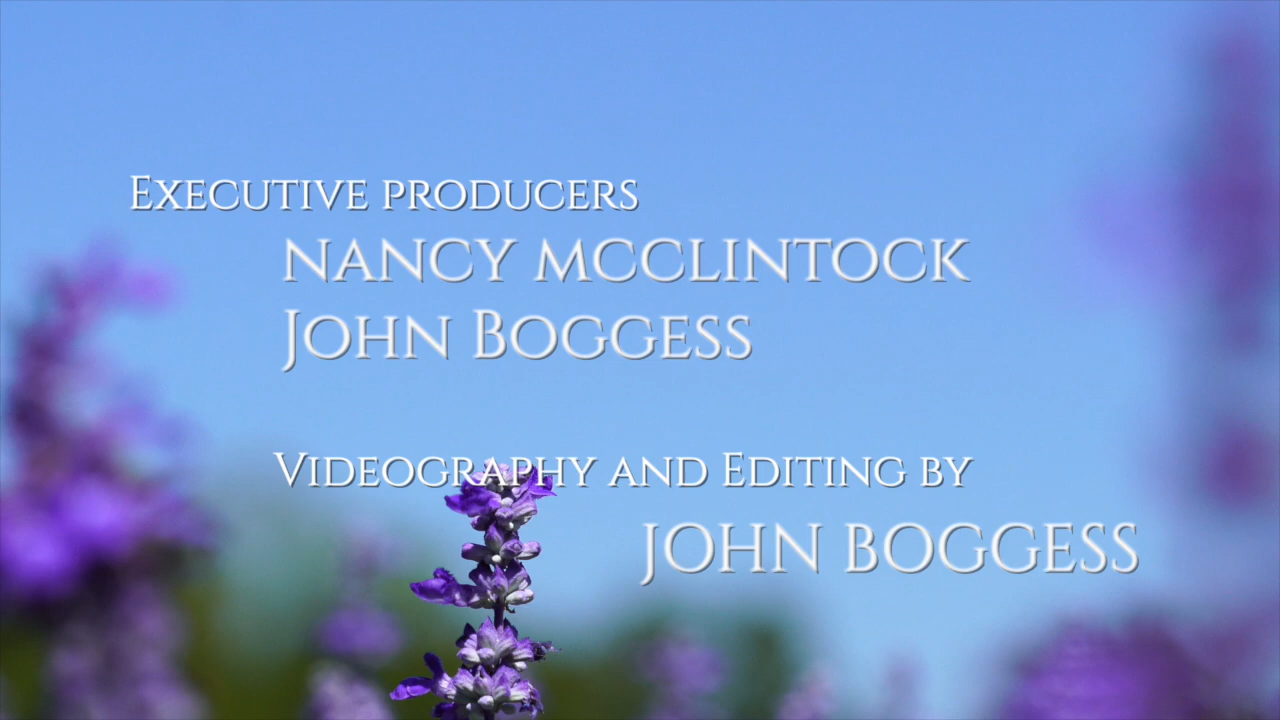 Executive producers
NANCY MCCLINTOCK
John Boggess
Videography and Editing by
JOHN BOGGESS